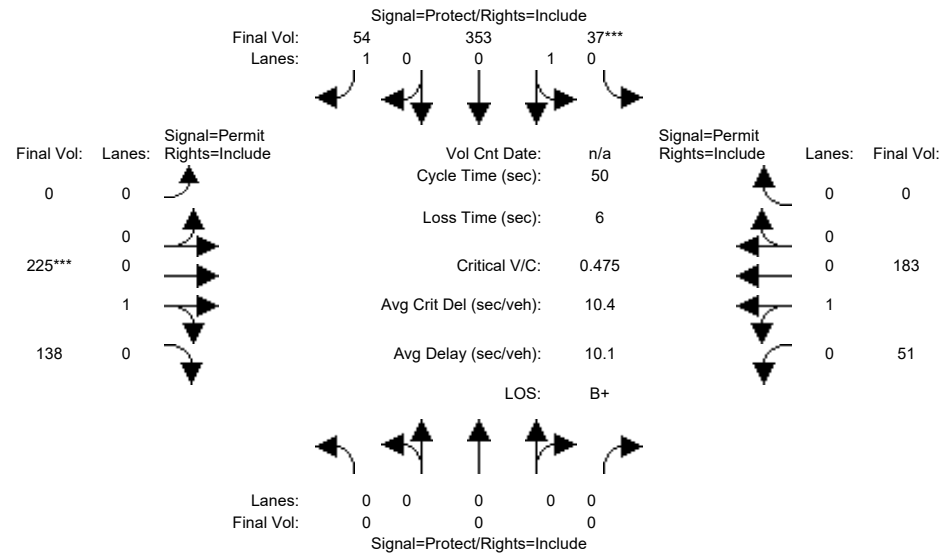 Signal=Protect/Rights=Include
Final Vol: 54 353 37***
Lanes: 1 0 0 1 0
Signal=Permit
Final Vol: Lanes: Rights=Include
Vol Cnt Date: n/a
Signal=Permit
Rights=Include Lanes: Final Vol:
Cycle Time (sec): 50
0 0 0 0
Loss Time (sec): 6
0 0
225*** 0 Critical V/C: 0.475 0 183
1 Avg Crit Del (sec/veh): 10.4 1
138 0 Avg Delay (sec/veh): 10.1 0 51
LOS: B+
Lanes: 0 0 0 0 0
Final Vol: 0 0 0
Signal=Protect/Rights=Include